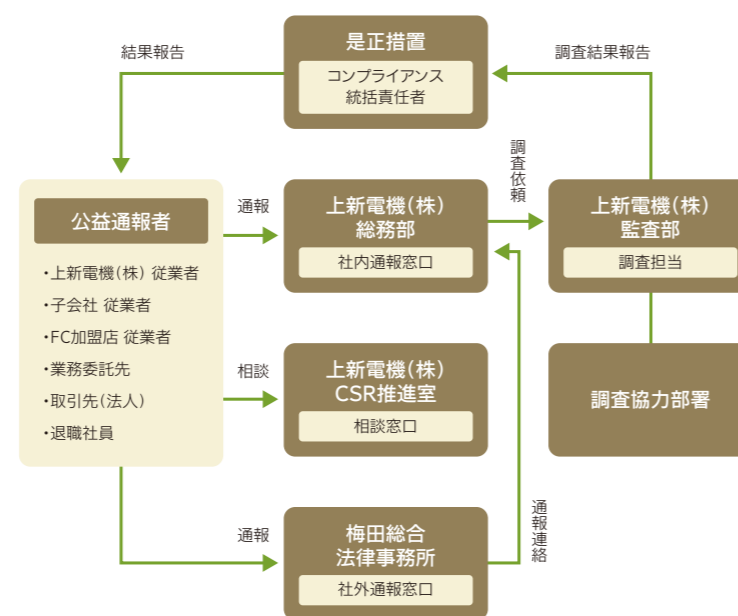 是正措置
コンプライアンス
統括責任者
結果報告
調査結果報告
公益通報者
・上新電機(株) 従業者
・子会社 従業者
・FC加盟店 従業者
・業務委託先
・取引先(法人)
・退職社員
通報
上新電機(株)
総務部
社内通報窓口
調査依頼
上新電機(株)
監査部
調査担当
相談
上新電機(株)
CSR推進室
相談窓口
調査協力部署
通報
梅田総合
法律事務所
社外通報窓口
通報連絡